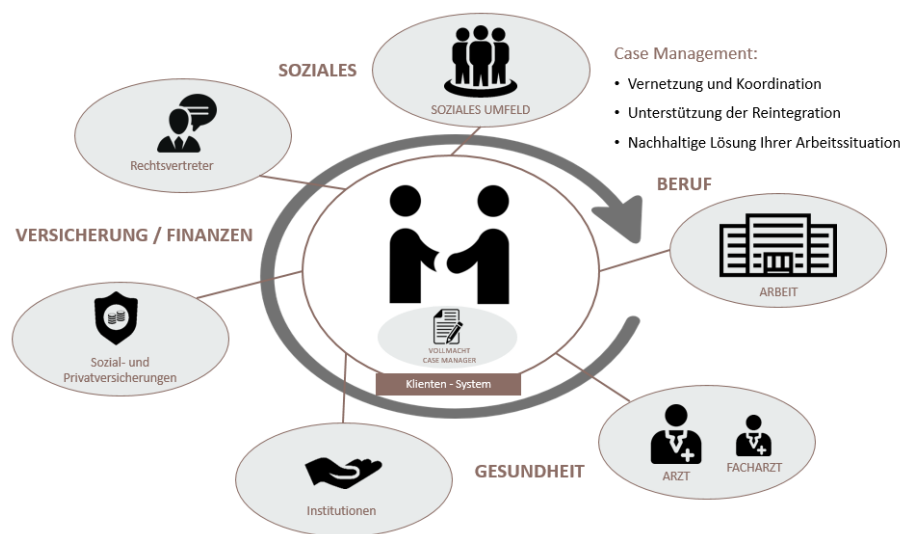 Case Management:
• Vernetzung und Koordination
• Unterstützung der Reintegration
• Nachhaltige Lösung Ihrer Arbeitssituation
SOZIALES
SOZIALES UMFELD
Rechtsvertreter
BERUF
VERSICHERUNG / FINANZEN
ARBEIT
VOLLMACHT
CASE MANAGER
Sozial- und
Privatversicherungen
Klienten - System
GESUNDHEIT
ARZT
FACHARZT
Institutionen